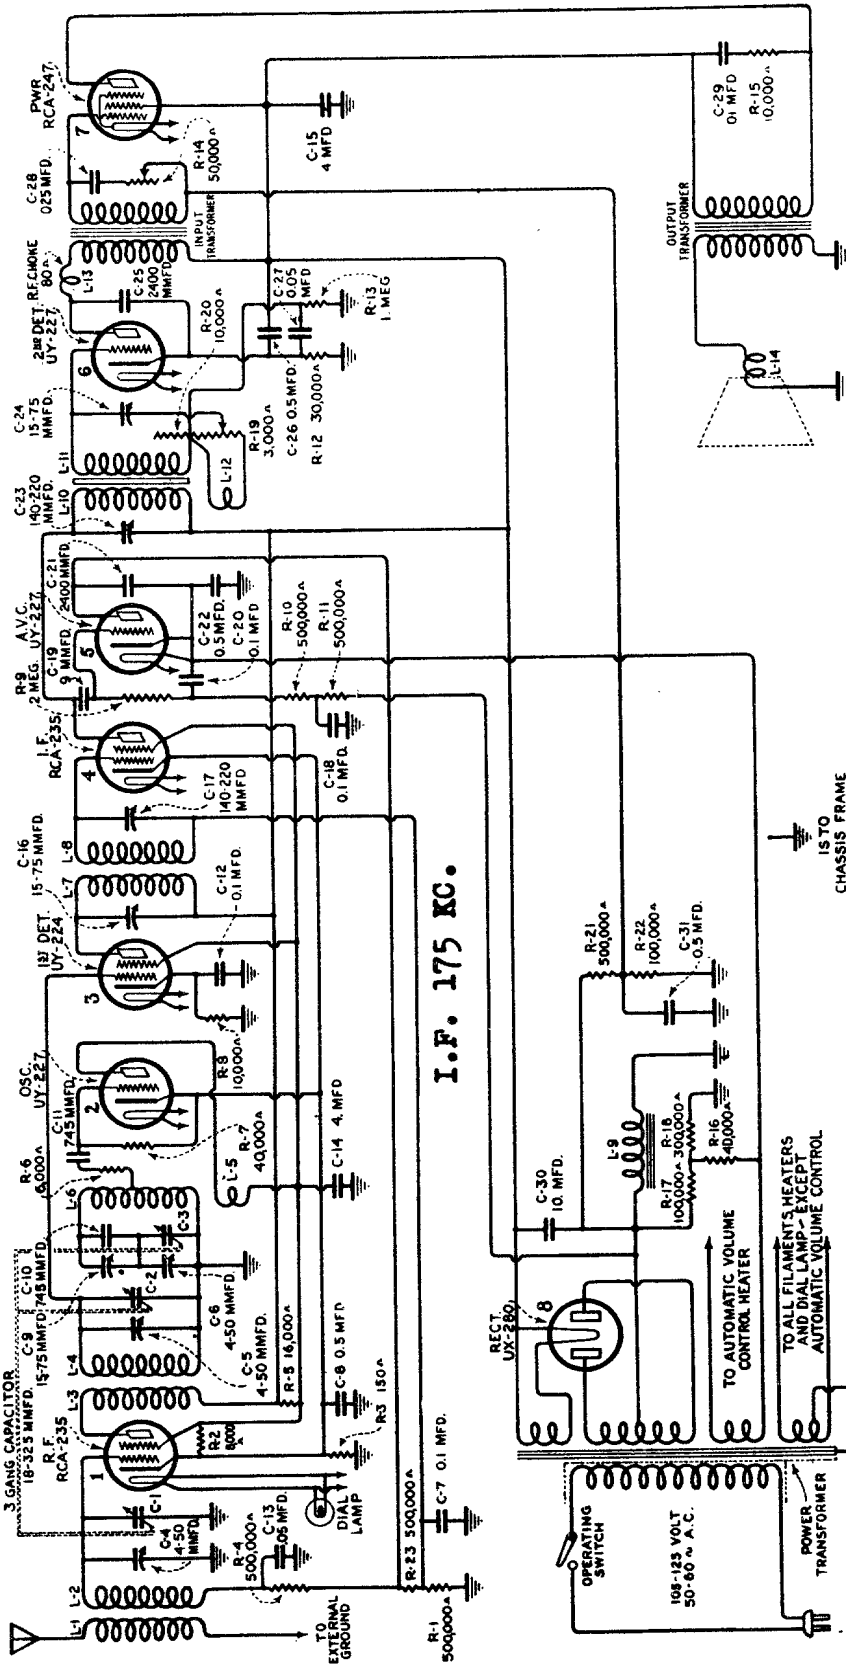 3 GANG CAPACITOR
18-325 MMFD.
R.F.
RCA-235
1
L-1
L-2
C-4
4-50
MMFD.
C-1
R-4
500,000Ω
C-13
.05 MFD.
TO
EXTERNAL
GROUND
R-1
500,000Ω
R-23 500,000Ω
C-7 0.1 MFD.
DIAL
LAMP
R-2
8,000Ω
R-3 150Ω
C-8 0.5 MFD
R-5 16,000Ω
L-3
L-4
C-9
15-75 MMFD
C-10
745 MMFD.
C-2
C-3
C-5
4-50 MMFD.
C-6
4-50 MMFD.
L-6
R-6
6,000Ω
C-11
745 MMFD.
OSC.
UY-227
2
R-7
40,000Ω
L-5
C-14 4. MFD
R-8
10,000Ω
1ST DET.
UY-224
3
C-12
0.1 MFD.
C-16
15-75 MMFD.
L-7
L-8
C-17
140-220
MMFD
I.F.
RCA-235
4
R-9
2 MEG.
C-19
9 MMFD.
A.V.C.
UY-227
5
C-21
2400 MMFD.
C-22
0.5 MFD.
C-20
0.1 MFD
R-10
500,000Ω
R-11
500,000Ω
C-18
0.1 MFD.
C-23
140-220
MMFD.
L-10
L-11
C-24
15-75
MMFD.
L-12
R-19
3,000Ω
R-20
10,000Ω
2ND DET.
UY-227
6
R.F. CHOKE
80Ω
L-13
C-25
2400
MMFD
C-26 0.5 MFD.
C-27
0.05
MFD
R-12 30,000Ω
R-13
1. MEG
INPUT
TRANSFORMER
C-28
.025 MFD.
R-14
50,000Ω
PWR
RCA-247
7
C-15
4 MFD
C-29
.01 MFD
R-15
10,000Ω
OUTPUT
TRANSFORMER
L-14
I.F. 175 KC.
OPERATING
SWITCH
105-125 VOLT
50-60 ~ A.C.
POWER
TRANSFORMER
RECT.
UX-280
8
TO AUTOMATIC VOLUME
CONTROL HEATER
TO ALL FILAMENTS, HEATERS
AND DIAL LAMP - EXCEPT
AUTOMATIC VOLUME CONTROL
C-30
10. MFD.
L-9
R-17
100,000Ω
R-18
300,000Ω
R-16
40,000Ω
R-21
500,000Ω
R-22
100,000Ω
C-31
0.5 MFD.
IS TO
CHASSIS FRAME